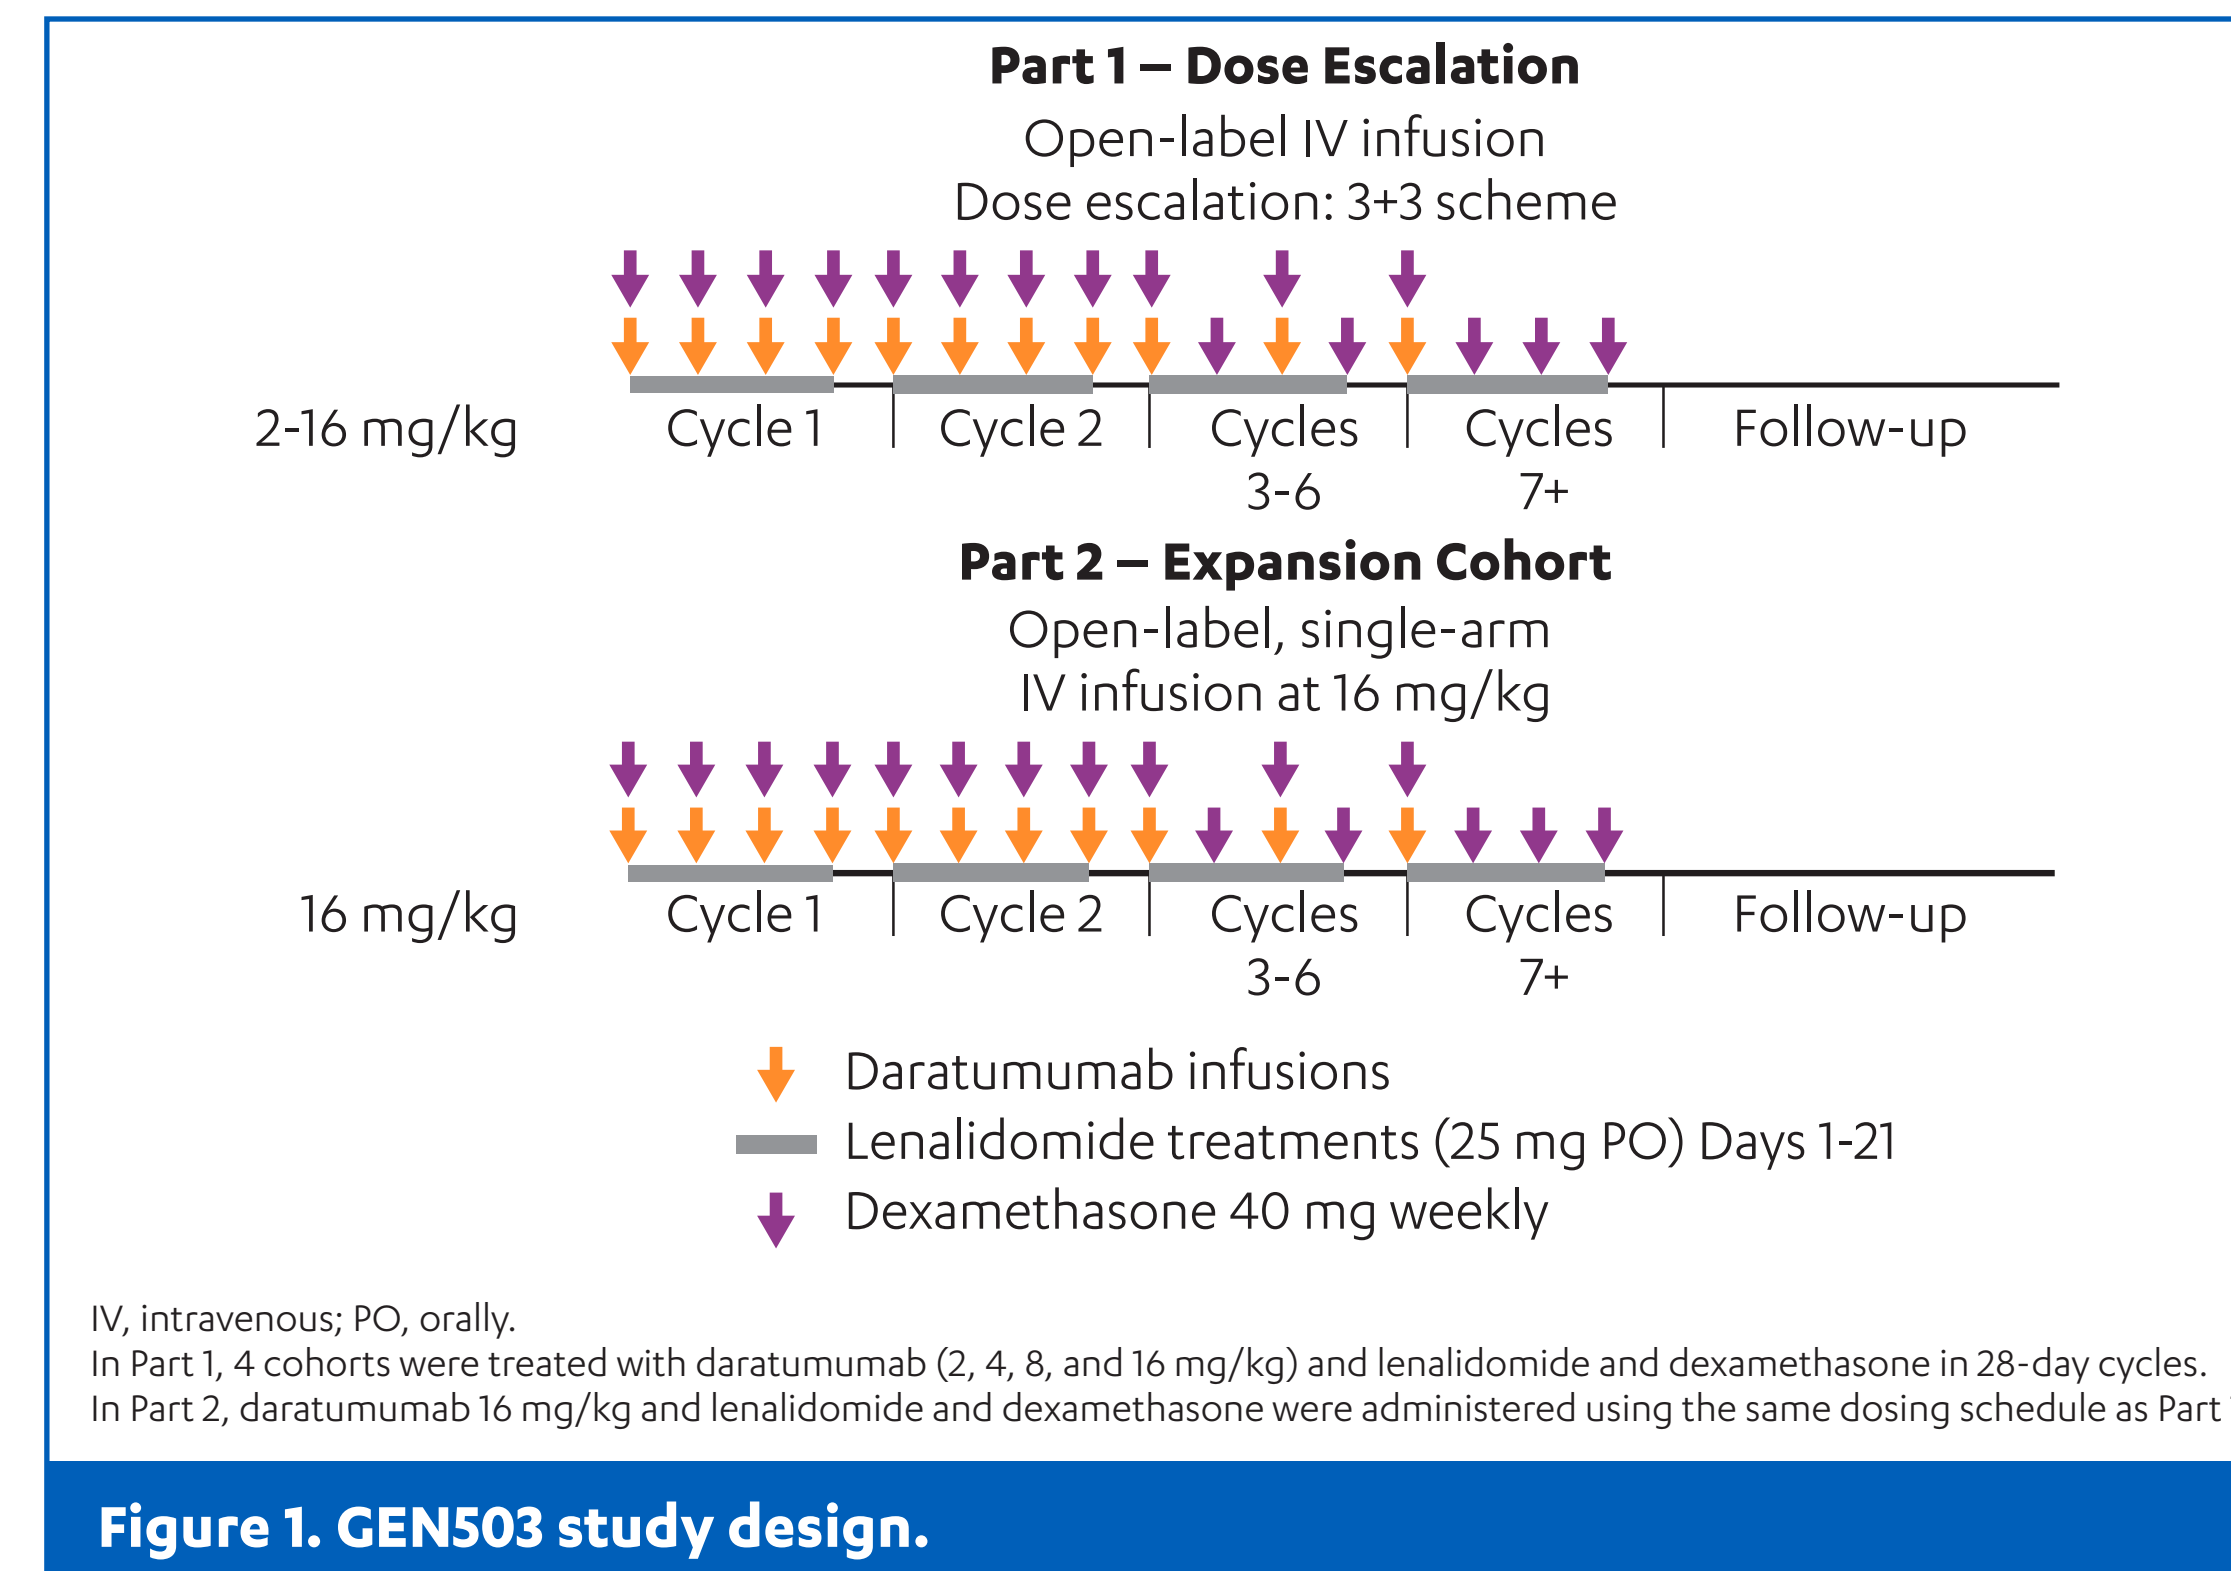 Part 1 – Dose Escalation
Open-label IV infusion
Dose escalation: 3+3 scheme
2-16 mg/kg
Cycle 1
Cycle 2
Cycles
3-6
Cycles
7+
Follow-up
Part 2 – Expansion Cohort
Open-label, single-arm
IV infusion at 16 mg/kg
16 mg/kg
Cycle 1
Cycle 2
Cycles
3-6
Cycles
7+
Follow-up
Daratumumab infusions
Lenalidomide treatments (25 mg PO) Days 1-21
Dexamethasone 40 mg weekly
IV, intravenous; PO, orally.
In Part 1, 4 cohorts were treated with daratumumab (2, 4, 8, and 16 mg/kg) and lenalidomide and dexamethasone in 28-day cycles.
In Part 2, daratumumab 16 mg/kg and lenalidomide and dexamethasone were administered using the same dosing schedule as Part
Figure 1. GEN503 study design.